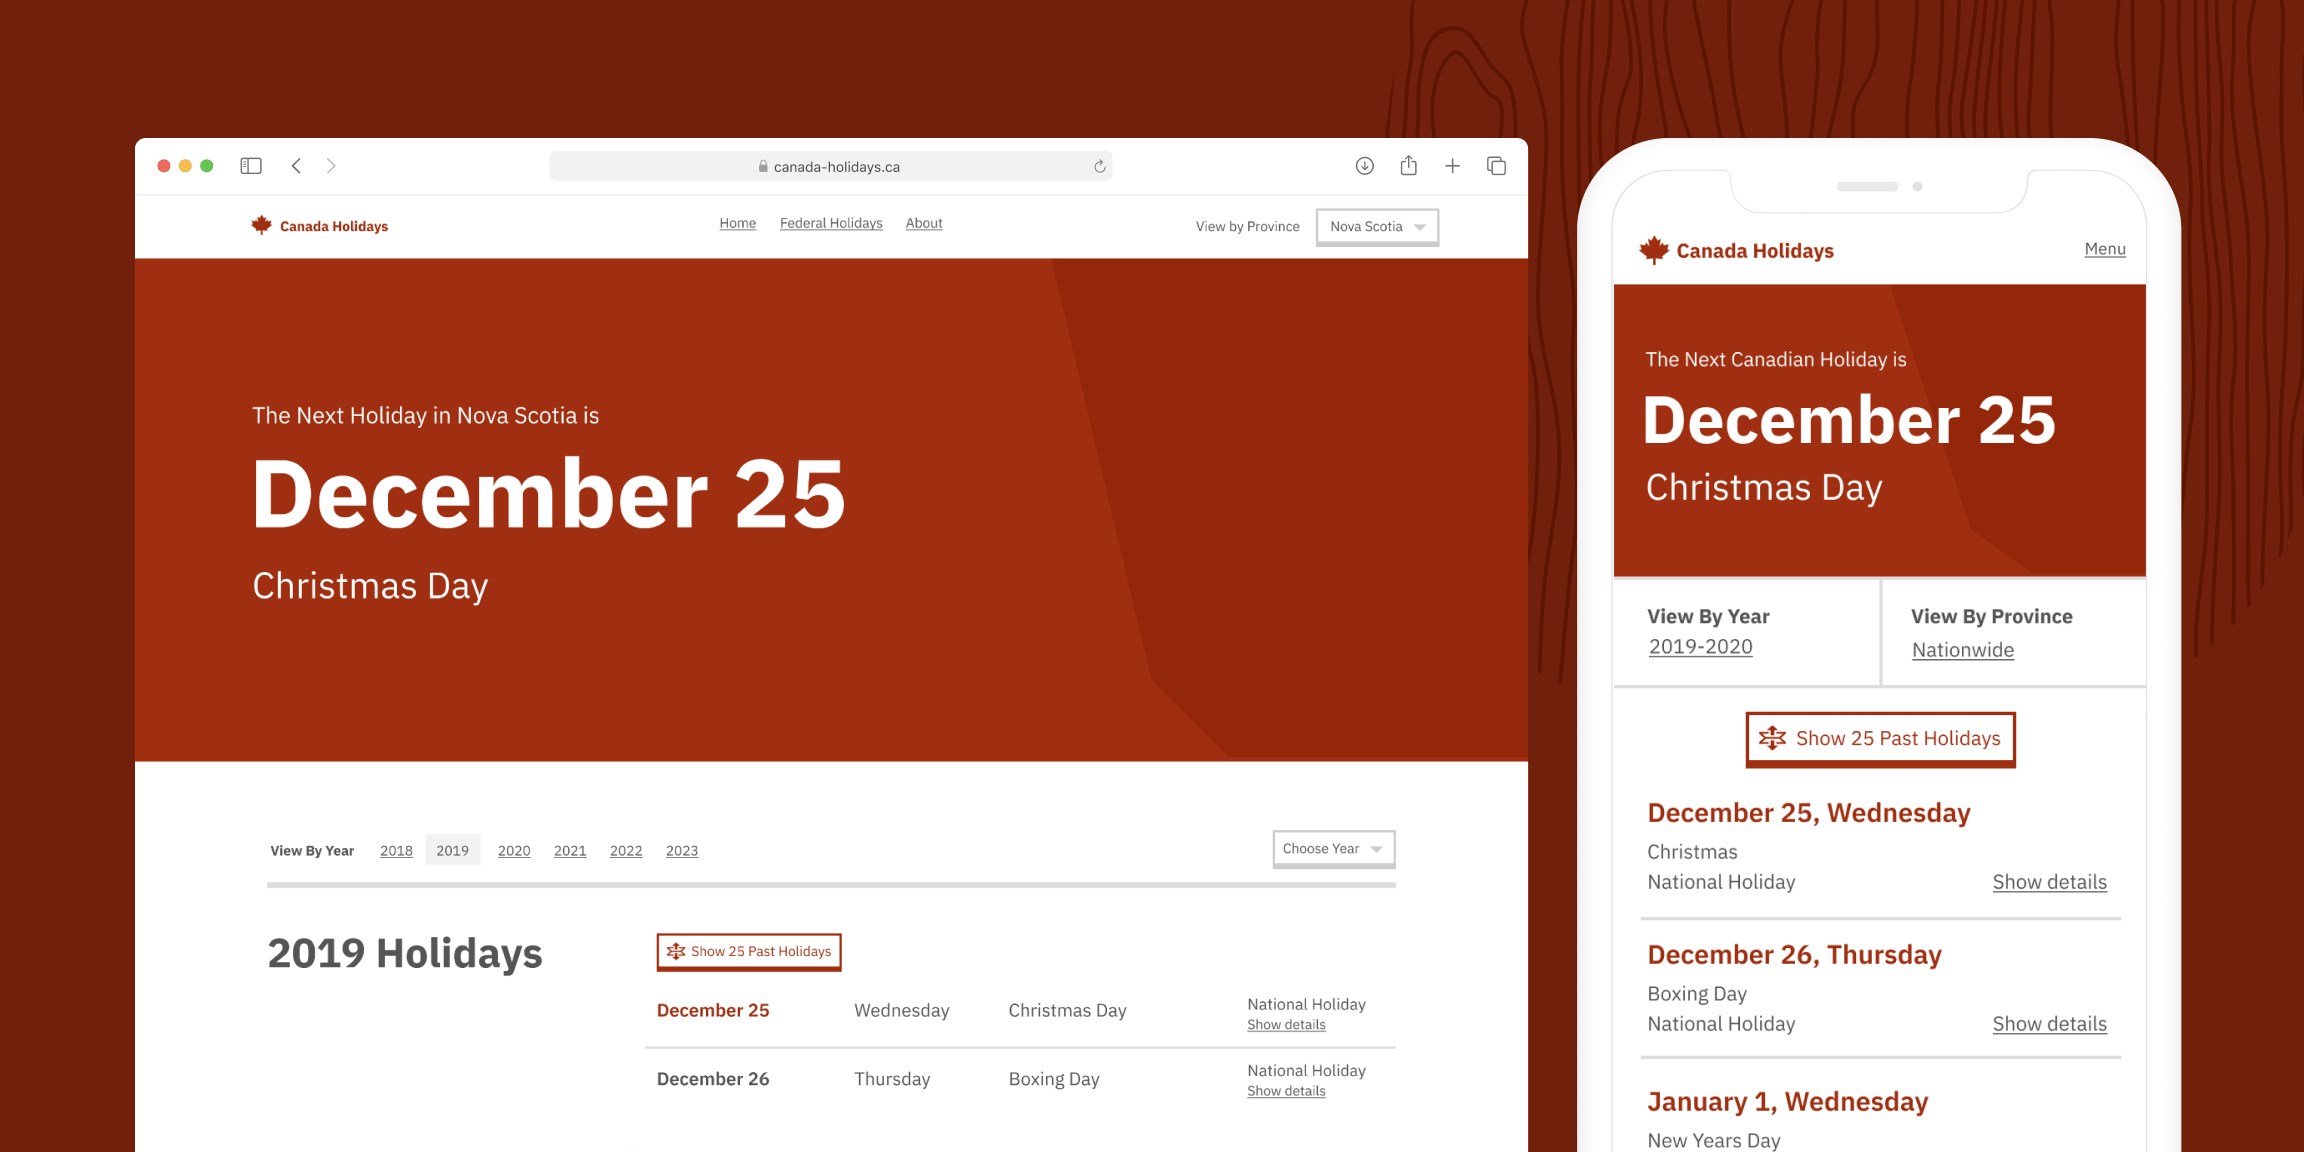 canada-holidays.ca
Canada Holidays
Home Federal Holidays About
View by Province Nova Scotia
The Next Holiday in Nova Scotia is
December 25
Christmas Day
View By Year 2018 2019 2020 2021 2022 2023
Choose Year
2019 Holidays
Show 25 Past Holidays
December 25 Wednesday Christmas Day National Holiday
Show details
December 26 Thursday Boxing Day National Holiday
Show details
Canada Holidays
Menu
The Next Canadian Holiday is
December 25
Christmas Day
View By Year
2019-2020
View By Province
Nationwide
Show 25 Past Holidays
December 25, Wednesday
Christmas
National Holiday Show details
December 26, Thursday
Boxing Day
National Holiday Show details
January 1, Wednesday
New Years Day